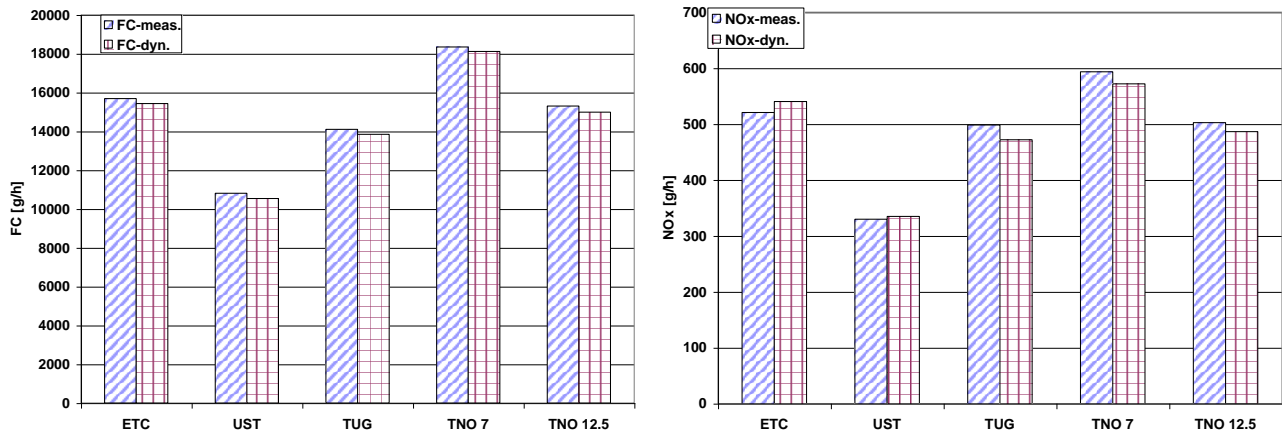 FC-meas.
FC-dyn.
FC [g/h]
20000
18000
16000
14000
12000
10000
8000
6000
4000
2000
0
ETC UST TUG TNO 7 TNO 12.5
NOx-meas.
NOx-dyn.
NOx [g/h]
700
600
500
400
300
200
100
0
ETC UST TUG TNO 7 TNO 12.5